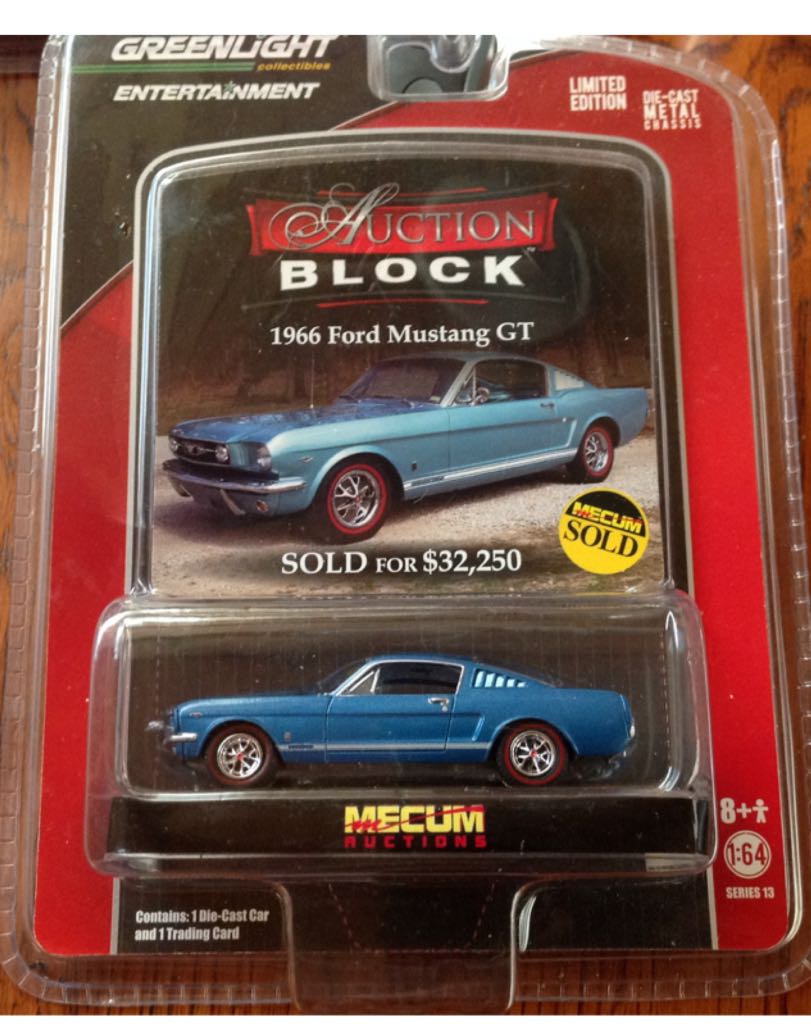 GREENLIGHT
collectibles
ENTERTAINMENT
LIMITED
EDITION
DIE-CAST
METAL
CHASSIS
AUCTION
BLOCK™
1966 Ford Mustang GT
MECUM
SOLD
SOLD FOR $32,250
MECUM
AUCTIONS
8+
1:64
SERIES 13
Contains: 1 Die-Cast Car
and 1 Trading Card